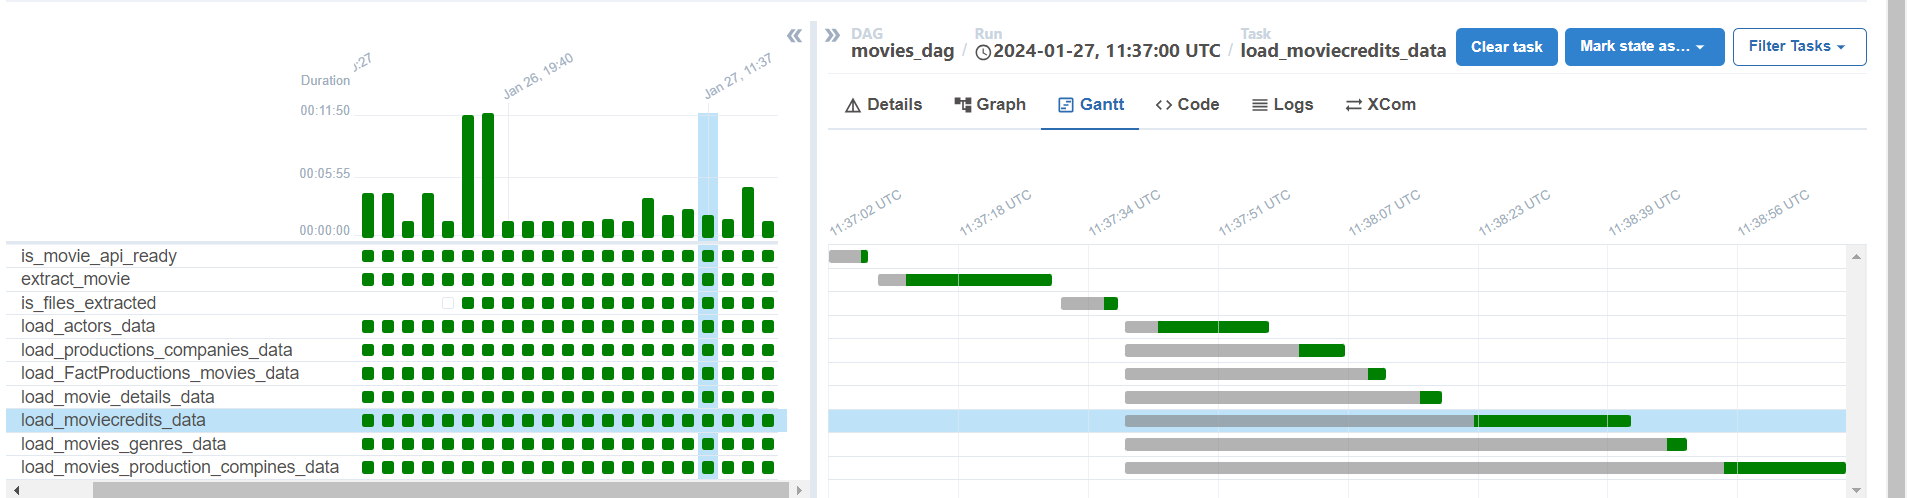 :27
Jan 26, 19:40
Jan 27, 11:37
Duration
00:11:50
00:05:55
00:00:00
is_movie_api_ready
extract_movie
is_files_extracted
load_actors_data
load_productions_companies_data
load_FactProductions_movies_data
load_movie_details_data
load_moviecredits_data
load_movies_genres_data
load_movies_production_compines_data
DAG
movies_dag
/
Run
2024-01-27, 11:37:00 UTC
/
Task
load_moviecredits_data
Clear task
Mark state as...
Filter Tasks
Details
Graph
Gantt
Code
Logs
XCom
11:37:02 UTC
11:37:18 UTC
11:37:34 UTC
11:37:51 UTC
11:38:07 UTC
11:38:23 UTC
11:38:39 UTC
11:38:56 UTC